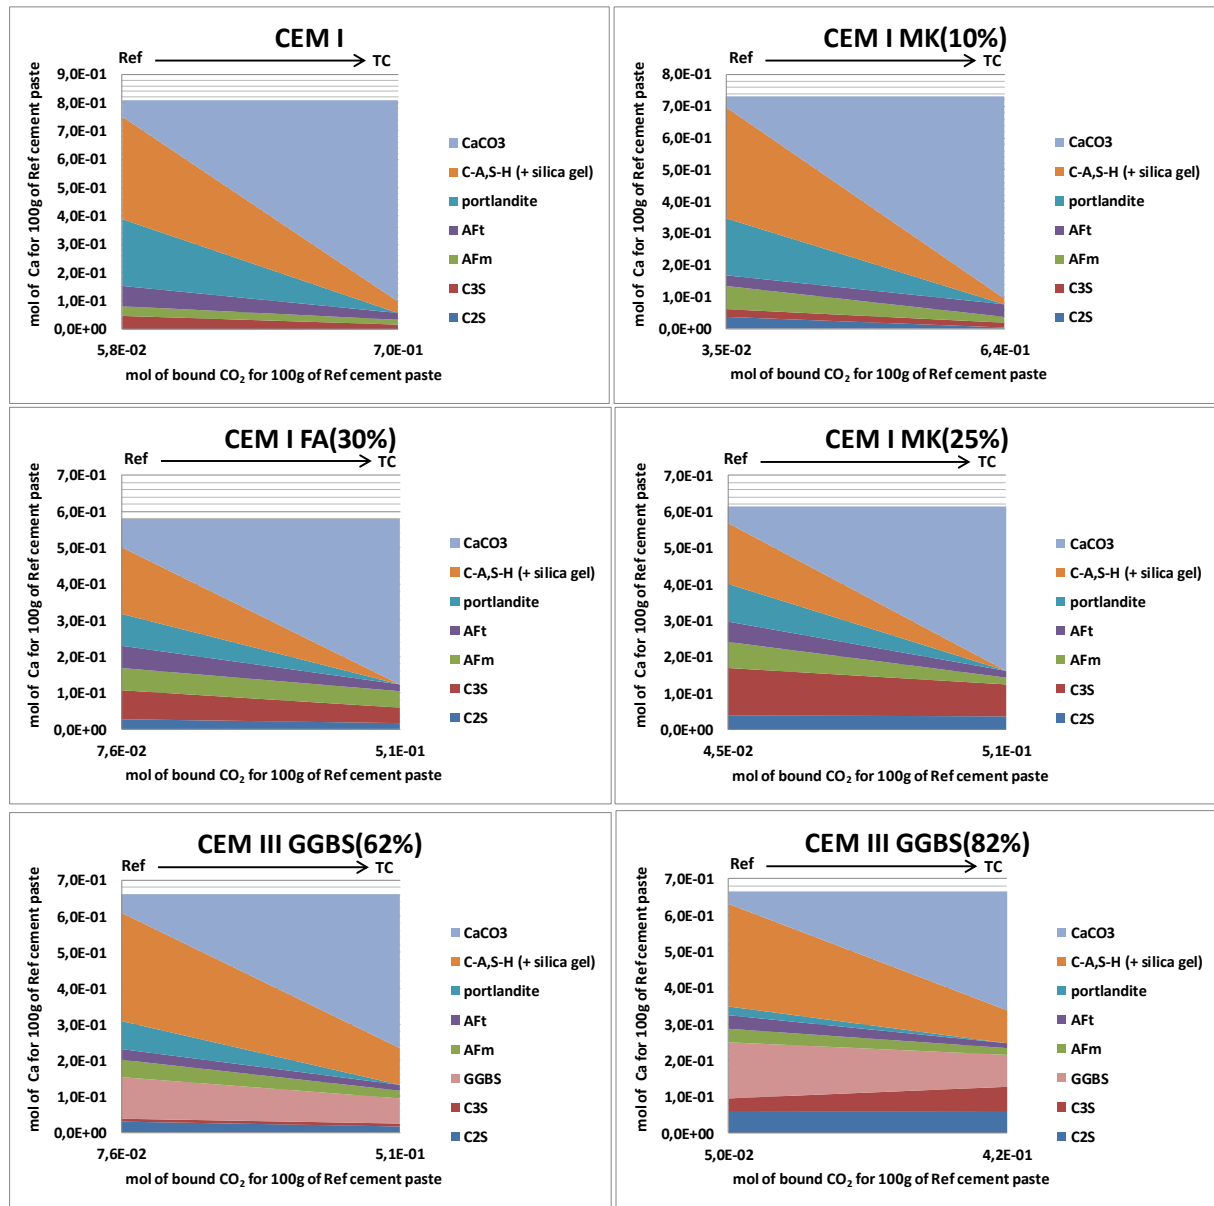 CEM I
Ref
TC
9,0E-01
8,0E-01
7,0E-01
6,0E-01
5,0E-01
4,0E-01
3,0E-01
2,0E-01
1,0E-01
0,0E+00
mol of Ca for 100g of Ref cement paste
5,8E-02
7,0E-01
mol of bound CO₂ for 100g of Ref cement paste
CaCO3
C-A,S-H (+ silica gel)
portlandite
AFt
AFm
C3S
C2S
CEM I MK(10%)
Ref
TC
8,0E-01
7,0E-01
6,0E-01
5,0E-01
4,0E-01
3,0E-01
2,0E-01
1,0E-01
0,0E+00
mol of Ca for 100g of Ref cement paste
3,5E-02
6,4E-01
mol of bound CO₂ for 100g of Ref cement paste
CaCO3
C-A,S-H (+ silica gel)
portlandite
AFt
AFm
C3S
C2S
CEM I FA(30%)
Ref
TC
7,0E-01
6,0E-01
5,0E-01
4,0E-01
3,0E-01
2,0E-01
1,0E-01
0,0E+00
mol of Ca for 100g of Ref cement paste
7,6E-02
5,1E-01
mol of bound CO₂ for 100g of Ref cement paste
CaCO3
C-A,S-H (+ silica gel)
portlandite
AFt
AFm
C3S
C2S
CEM I MK(25%)
Ref
TC
7,0E-01
6,0E-01
5,0E-01
4,0E-01
3,0E-01
2,0E-01
1,0E-01
0,0E+00
mol of Ca for 100g of Ref cement paste
4,5E-02
5,1E-01
mol of bound CO₂ for 100g of Ref cement paste
CaCO3
C-A,S-H (+ silica gel)
portlandite
AFt
AFm
C3S
C2S
CEM III GGBS(62%)
Ref
TC
7,0E-01
6,0E-01
5,0E-01
4,0E-01
3,0E-01
2,0E-01
1,0E-01
0,0E+00
mol of Ca for 100g of Ref cement paste
7,6E-02
5,1E-01
mol of bound CO₂ for 100g of Ref cement paste
CaCO3
C-A,S-H (+ silica gel)
portlandite
AFt
AFm
GGBS
C3S
C2S
CEM III GGBS(82%)
Ref
TC
7,0E-01
6,0E-01
5,0E-01
4,0E-01
3,0E-01
2,0E-01
1,0E-01
0,0E+00
mol of Ca for 100g of Ref cement paste
5,0E-02
4,2E-01
mol of bound CO₂ for 100g of Ref cement paste
CaCO3
C-A,S-H (+ silica gel)
portlandite
AFt
AFm
GGBS
C3S
C2S